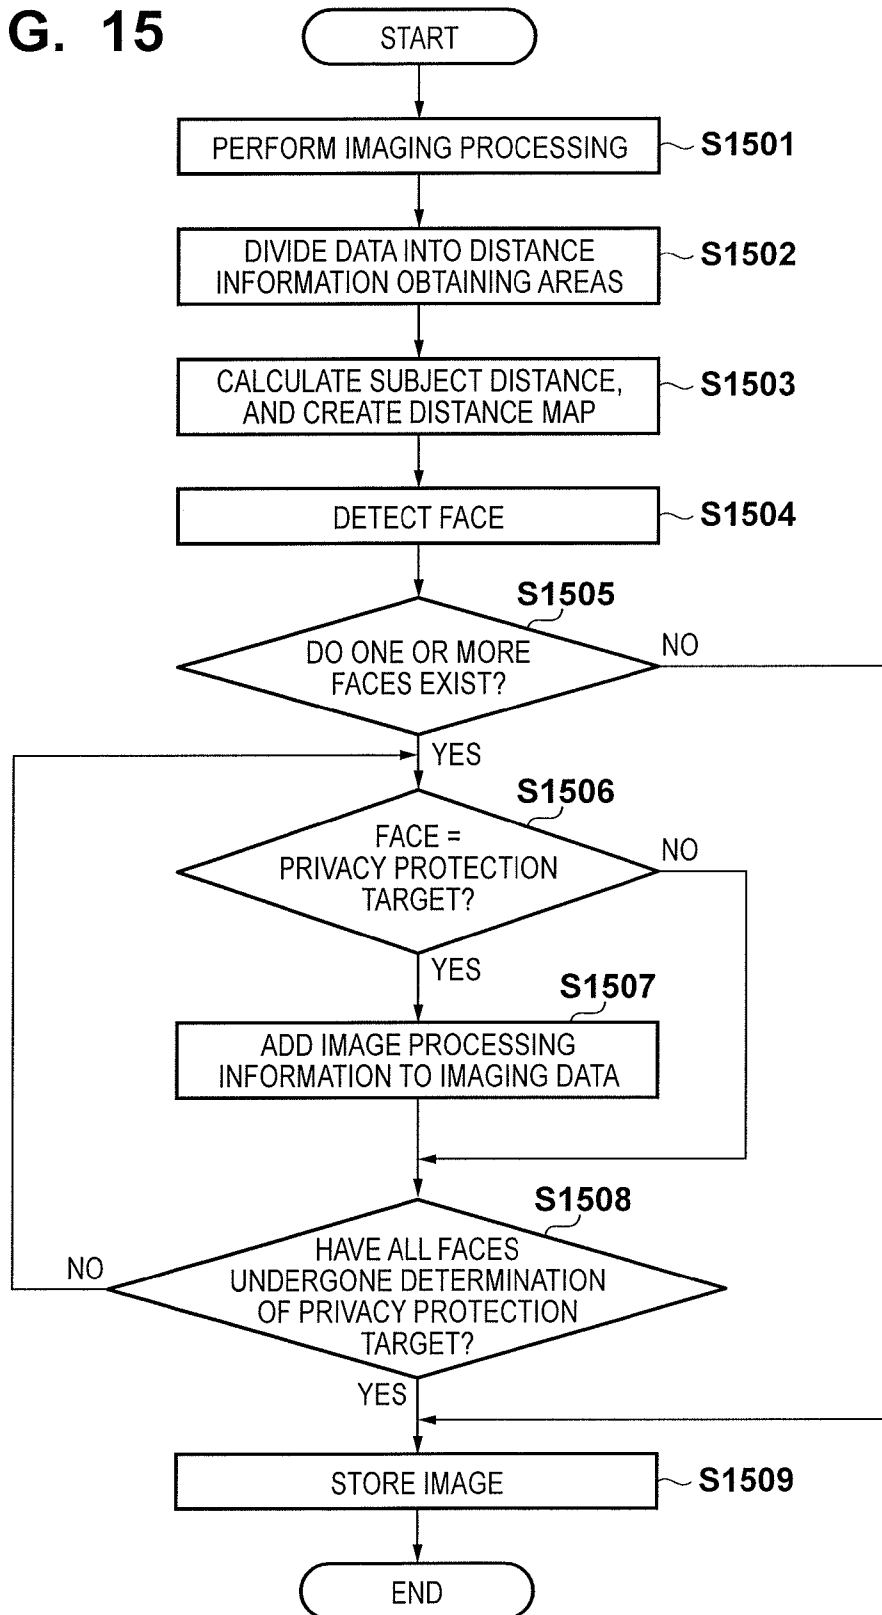 G. 15
START
PERFORM IMAGING PROCESSING
S1501
DIVIDE DATA INTO DISTANCE
INFORMATION OBTAINING AREAS
S1502
CALCULATE SUBJECT DISTANCE,
AND CREATE DISTANCE MAP
S1503
DETECT FACE
S1504
S1505
DO ONE OR MORE
FACES EXIST?
NO
YES
S1506
FACE =
PRIVACY PROTECTION
TARGET?
NO
YES
S1507
ADD IMAGE PROCESSING
INFORMATION TO IMAGING DATA
S1508
HAVE ALL FACES
UNDERGONE DETERMINATION
OF PRIVACY PROTECTION
TARGET?
NO
YES
STORE IMAGE
S1509
END